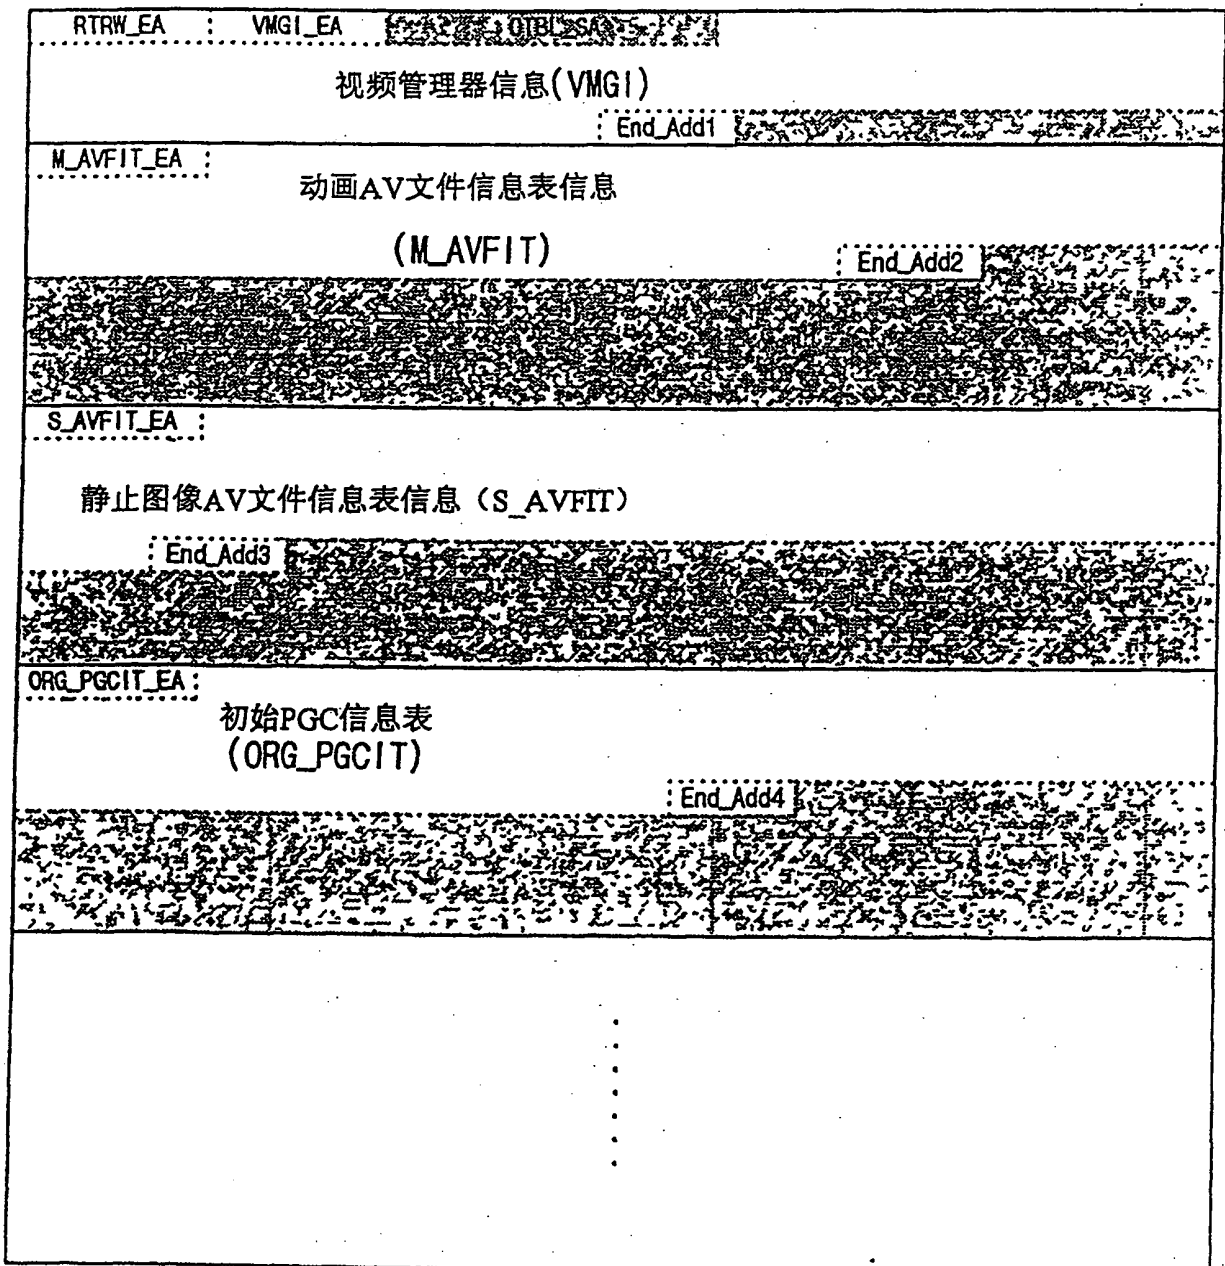 RTRW_EA VMGI_EA OTBL_SA
视频管理器信息(VMGI)
End_Add1
M_AVFIT_EA
动画AV文件信息表信息
(M_AVFIT)
End_Add2
S_AVFIT_EA
静止图像AV文件信息表信息（S_AVFIT）
End_Add3
ORG_PGCIT_EA
初始PGC信息表
(ORG_PGCIT)
End_Add4